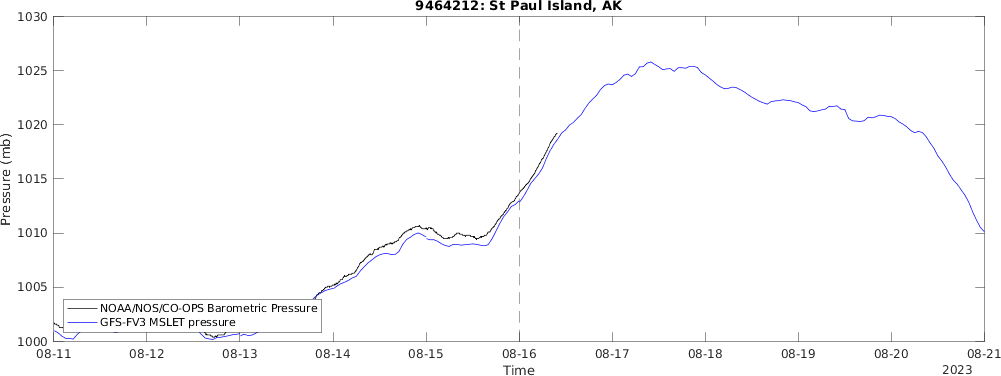 9464212: St Paul Island, AK
Pressure (mb)
1030
1025
1020
1015
1010
1005
1000
NOAA/NOS/CO-OPS Barometric Pressure
GFS-FV3 MSLET pressure
08-11 08-12 08-13 08-14 08-15 08-16 08-17 08-18 08-19 08-20 08-21
Time
2023